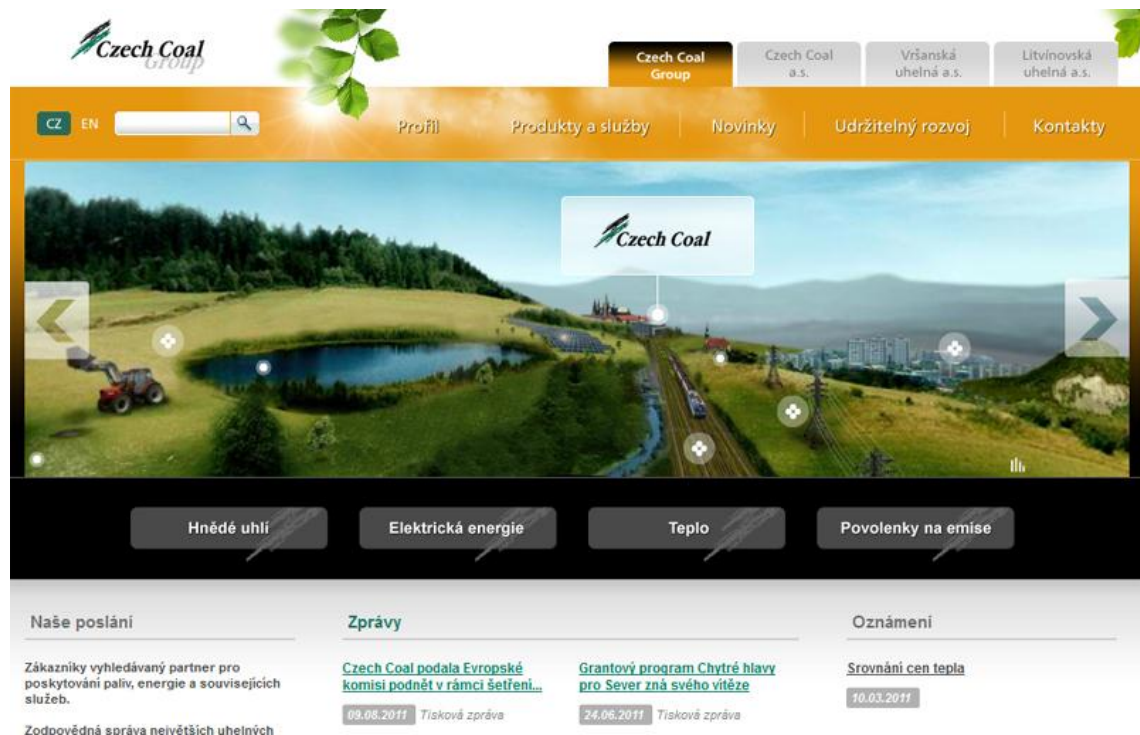 Czech Coal
Group
Czech Coal
Group
Czech Coal
a.s.
Vršanská
uhelná a.s.
Litvínovská
uhelná a.s.
CZ EN
Profil
Produkty a služby
Novinky
Udržitelný rozvoj
Kontakty
Czech Coal
Hnědé uhlí
Elektrická energie
Teplo
Povolenky na emise
Naše poslání
Zákazníky vyhledávaný partner pro
poskytování paliv, energie a souvisejících
služeb.
Zodpovědná správa největších uhelných
Zprávy
Czech Coal podala Evropské
komisi podnět v rámci šetření...
09.08.2011 Tisková zpráva
Grantový program Chytré hlavy
pro Sever zná svého vítěze
24.06.2011 Tisková zpráva
Oznámení
Srovnání cen tepla
10.03.2011